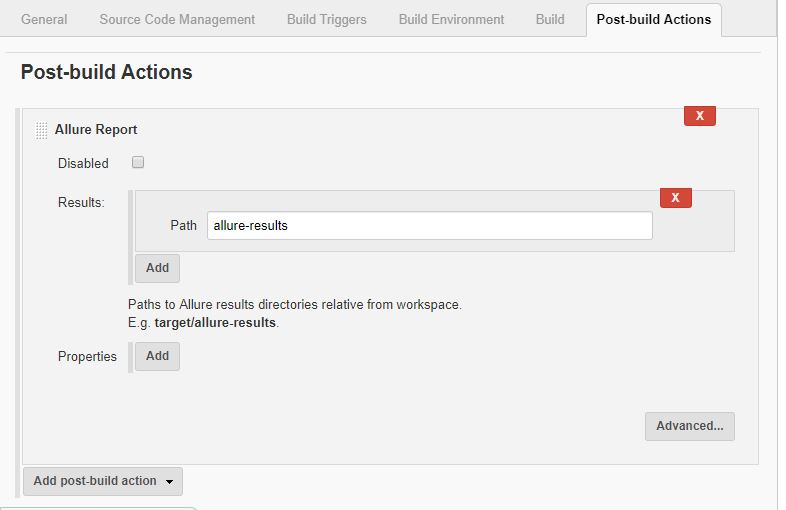 General Source Code Management Build Triggers Build Environment Build Post-build Actions
Post-build Actions
X
Allure Report
Disabled
Results:
X
Path allure-results
Add
Paths to Allure results directories relative from workspace.
E.g. target/allure-results.
Properties Add
Advanced...
Add post-build action